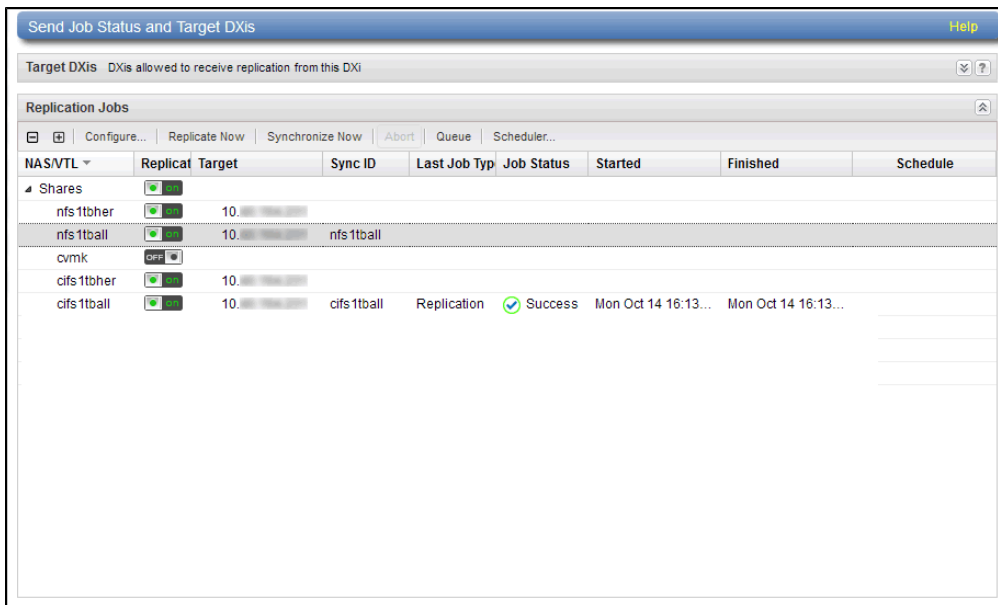 Send Job Status and Target DXis Help
Target DXis DXis allowed to receive replication from this DXi ?
Replication Jobs
Configure... Replicate Now Synchronize Now Abort Queue Scheduler...
NAS/VTL Replicat Target Sync ID Last Job Typ Job Status Started Finished Schedule
Shares on
nfs1tbher on 10.
nfs1tball on 10. nfs1tball
cvmk OFF
cifs1tbher on 10.
cifs1tball on 10. cifs1tball Replication Success Mon Oct 14 16:13... Mon Oct 14 16:13...